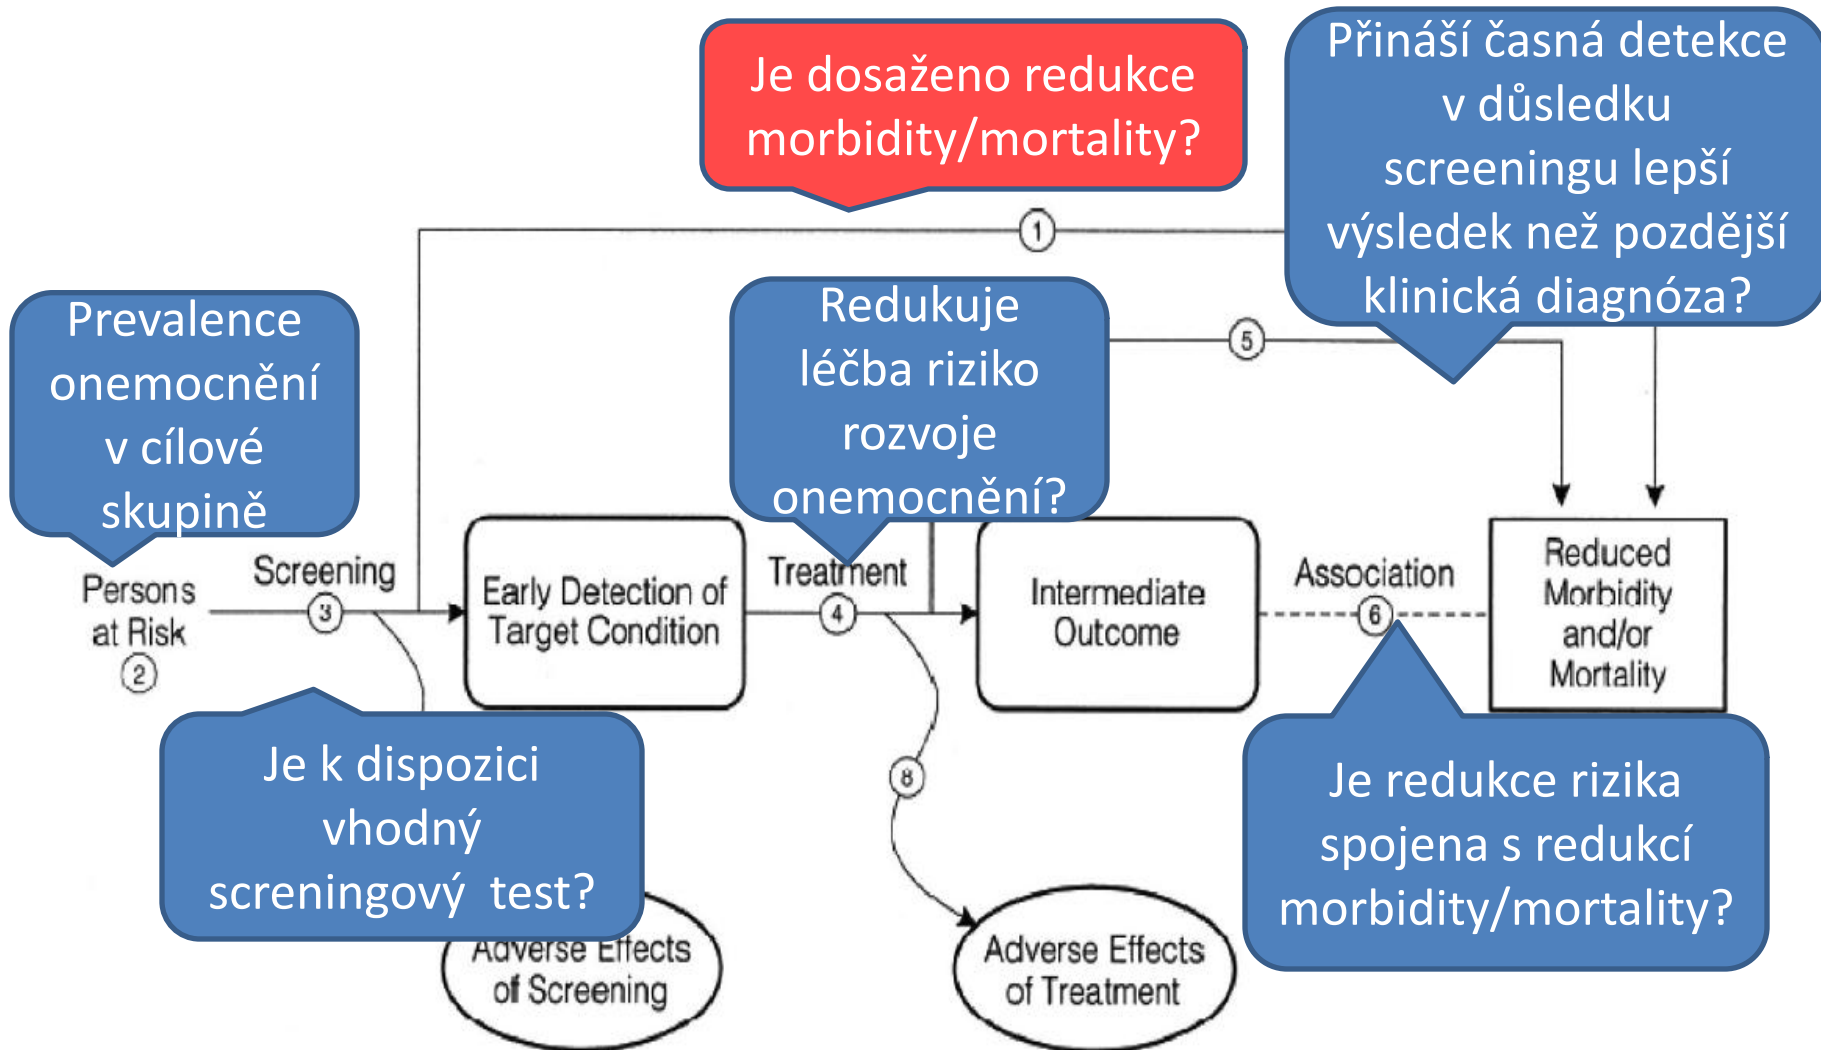 Je dosaženo redukce
morbidity/mortality?
Přináší časná detekce
v důsledku
screeningu lepší
výsledek než pozdější
klinická diagnóza?
1
Prevalence
onemocnění
v cílové
skupině
Redukuje
léčba riziko
rozvoje
onemocnění?
5
Persons
at Risk
2
Screening
3
Early Detection of
Target Condition
Treatment
4
Intermediate
Outcome
Association
6
Reduced
Morbidity
and/or
Mortality
Je k dispozici
vhodný
screningový test?
8
Je redukce rizika
spojena s redukcí
morbidity/mortality?
Adverse Effects
of Screening
Adverse Effects
of Treatment